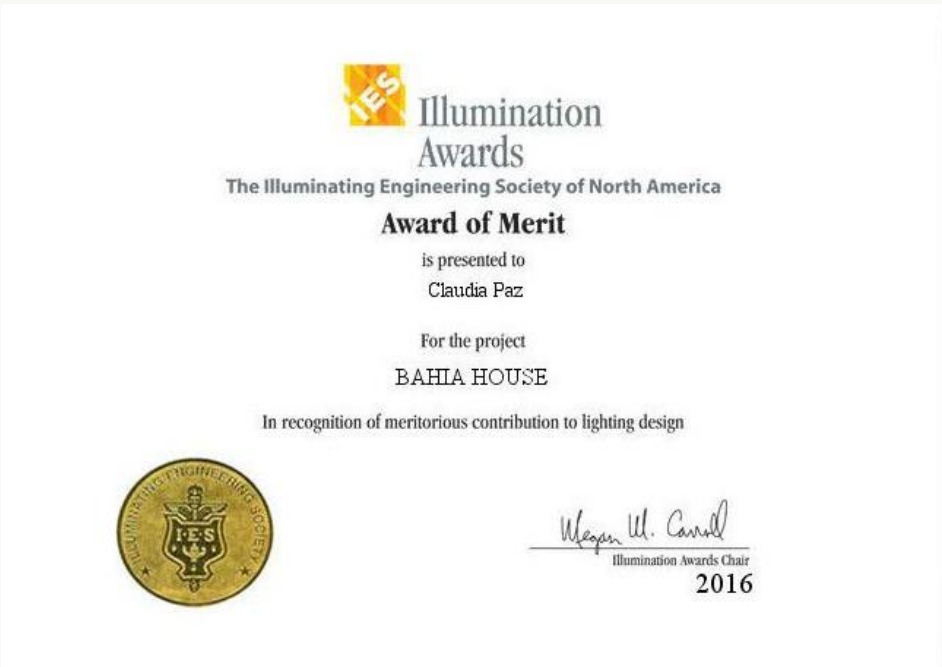 IES
Illumination
Awards
The Illuminating Engineering Society of North America
Award of Merit
is presented to
Claudia Paz
For the project
BAHIA HOUSE
In recognition of meritorious contribution to lighting design
ILLUMINATING ENGINEERING SOCIETY
I·E·S
Megan M. Carroll
Illumination Awards Chair
2016